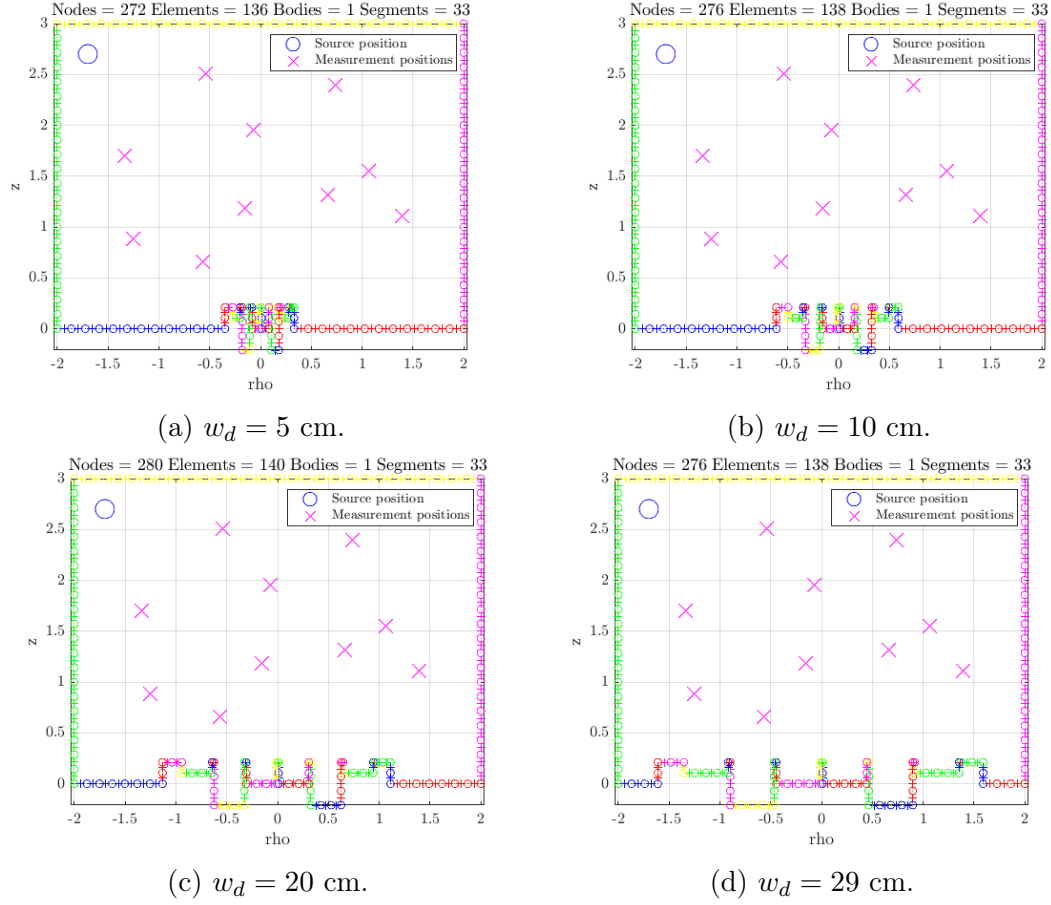 Nodes = 272 Elements = 136 Bodies = 1 Segments = 33
3
2.5
2
1.5
1
0.5
0
z
Source position
Measurement positions
-2 -1.5 -1 -0.5 0 0.5 1 1.5 2
rho
(a) w_d = 5 cm.
Nodes = 276 Elements = 138 Bodies = 1 Segments = 33
3
2.5
2
1.5
1
0.5
0
z
Source position
Measurement positions
-2 -1.5 -1 -0.5 0 0.5 1 1.5 2
rho
(b) w_d = 10 cm.
Nodes = 280 Elements = 140 Bodies = 1 Segments = 33
3
2.5
2
1.5
1
0.5
0
z
Source position
Measurement positions
-2 -1.5 -1 -0.5 0 0.5 1 1.5 2
rho
(c) w_d = 20 cm.
Nodes = 276 Elements = 138 Bodies = 1 Segments = 33
3
2.5
2
1.5
1
0.5
0
z
Source position
Measurement positions
-2 -1.5 -1 -0.5 0 0.5 1 1.5 2
rho
(d) w_d = 29 cm.